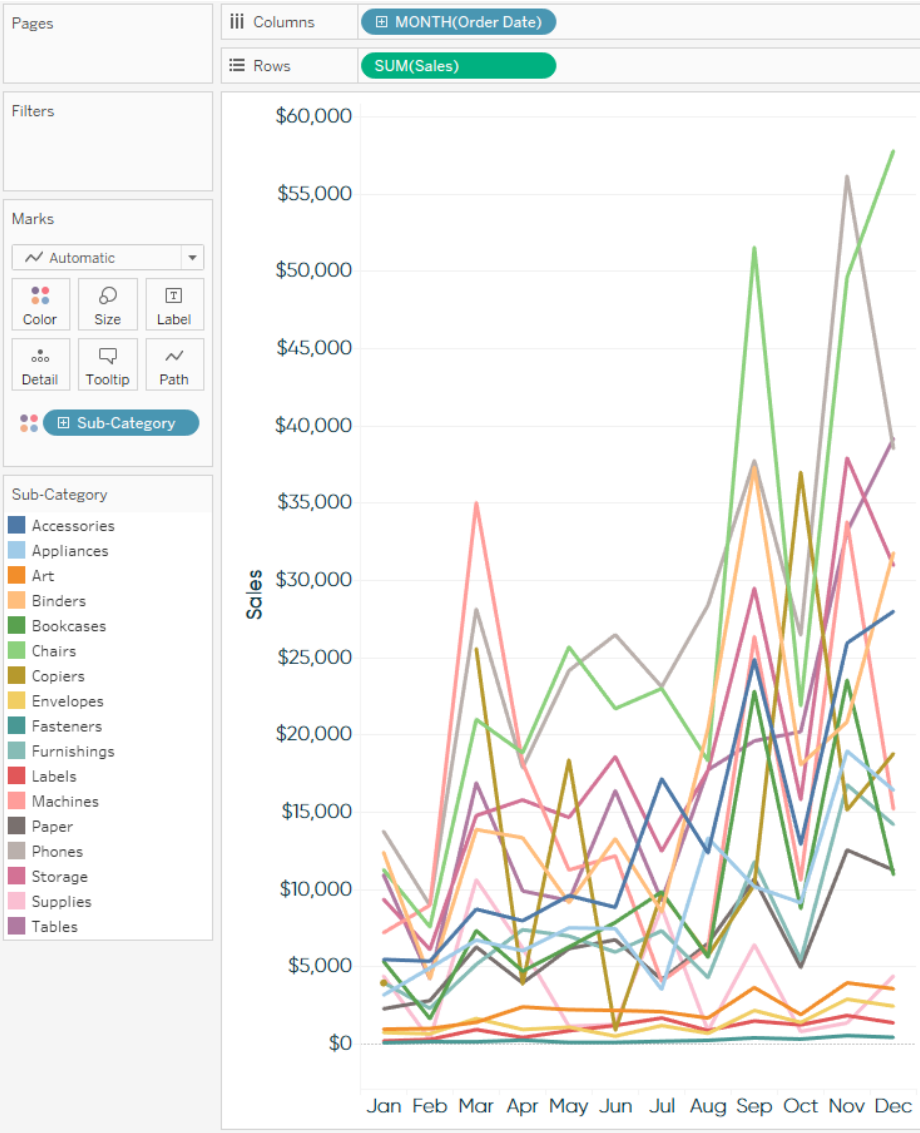 Pages
Columns
MONTH(Order Date)
Rows
SUM(Sales)
Filters
Marks
Automatic
Color Size Label
Detail Tooltip Path
Sub-Category
Sub-Category
Accessories
Appliances
Art
Binders
Bookcases
Chairs
Copiers
Envelopes
Fasteners
Furnishings
Labels
Machines
Paper
Phones
Storage
Supplies
Tables
$60,000
$55,000
$50,000
$45,000
$40,000
$35,000
$30,000
$25,000
$20,000
$15,000
$10,000
$5,000
$0
Sales
Jan Feb Mar Apr May Jun Jul Aug Sep Oct Nov Dec